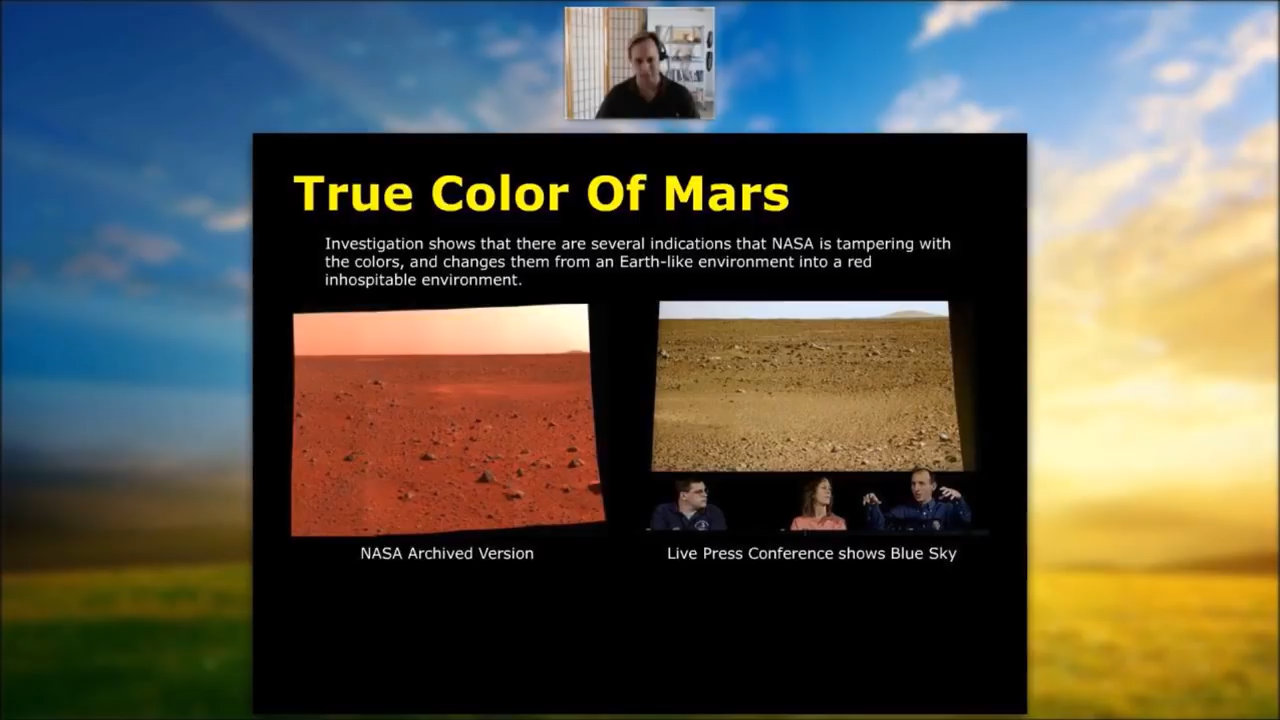 True Color Of Mars
Investigation shows that there are several indications that NASA is tampering with
the colors, and changes them from an Earth-like environment into a red
inhospitable environment.
NASA Archived Version
Live Press Conference shows Blue Sky